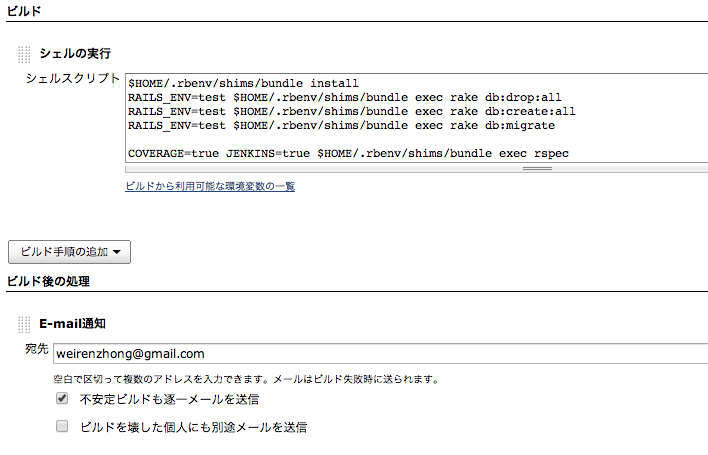 ビルド
シェルの実行
シェルスクリプト
$HOME/.rbenv/shims/bundle install
RAILS_ENV=test $HOME/.rbenv/shims/bundle exec rake db:drop:all
RAILS_ENV=test $HOME/.rbenv/shims/bundle exec rake db:create:all
RAILS_ENV=test $HOME/.rbenv/shims/bundle exec rake db:migrate
COVERAGE=true JENKINS=true $HOME/.rbenv/shims/bundle exec rspec
ビルドから利用可能な環境変数の一覧
ビルド手順の追加
ビルド後の処理
E-mail通知
宛先 weirenzhong@gmail.com
空白で区切って複数のアドレスを入力できます。メールはビルド失敗時に送られます。
不安定ビルドも逐一メールを送信
ビルドを壊した個人にも別途メールを送信